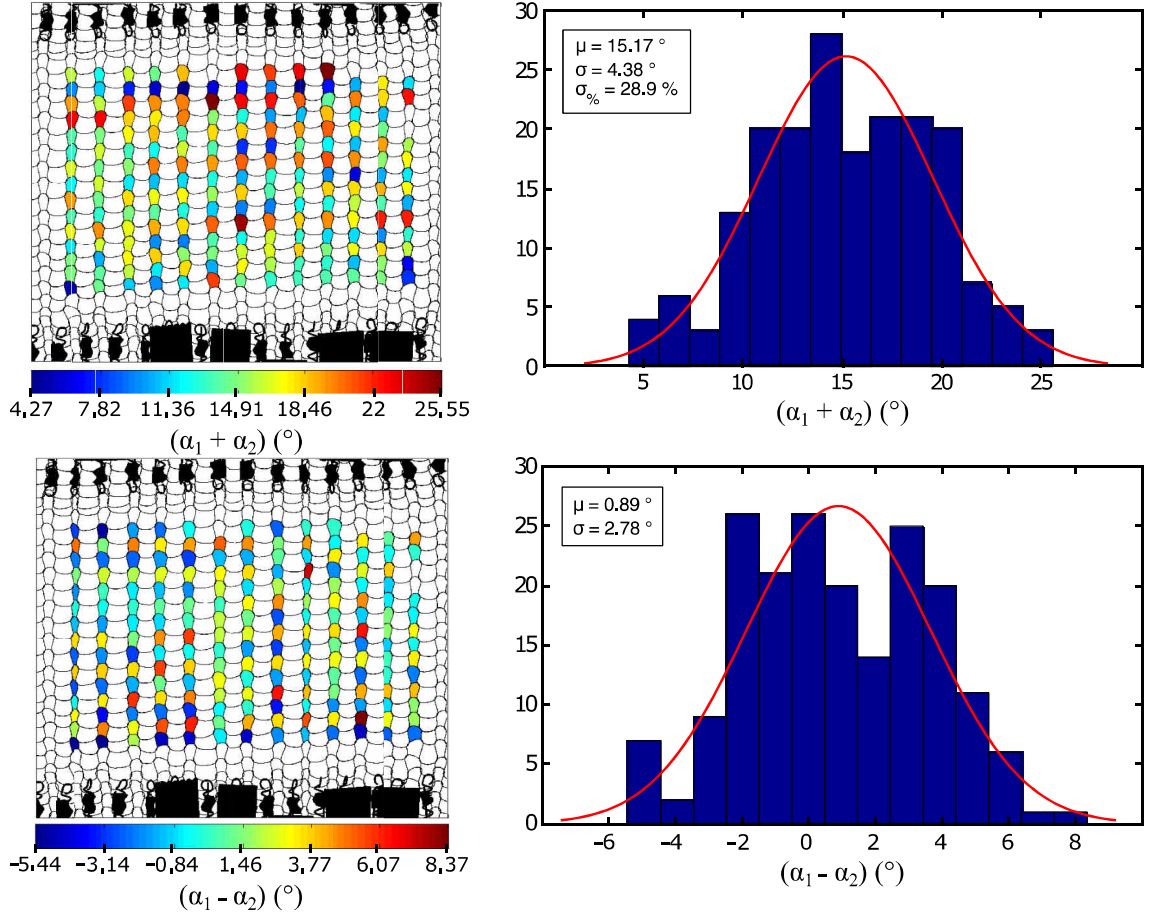 30
25
20
15
10
5
0
μ = 15.17 °
σ = 4.38 °
σ% = 28.9 %
5 10 15 20 25
(α₁ + α₂) (°)
4.27 7.82 11.36 14.91 18.46 22 25.55
(α₁ + α₂) (°)
30
25
20
15
10
5
0
μ = 0.89 °
σ = 2.78 °
−6 −4 −2 0 2 4 6 8
(α₁- α₂) (°)
−5.44 −3.14 −0.84 1.46 3.77 6.07 8.37
(α₁- α₂) (°)